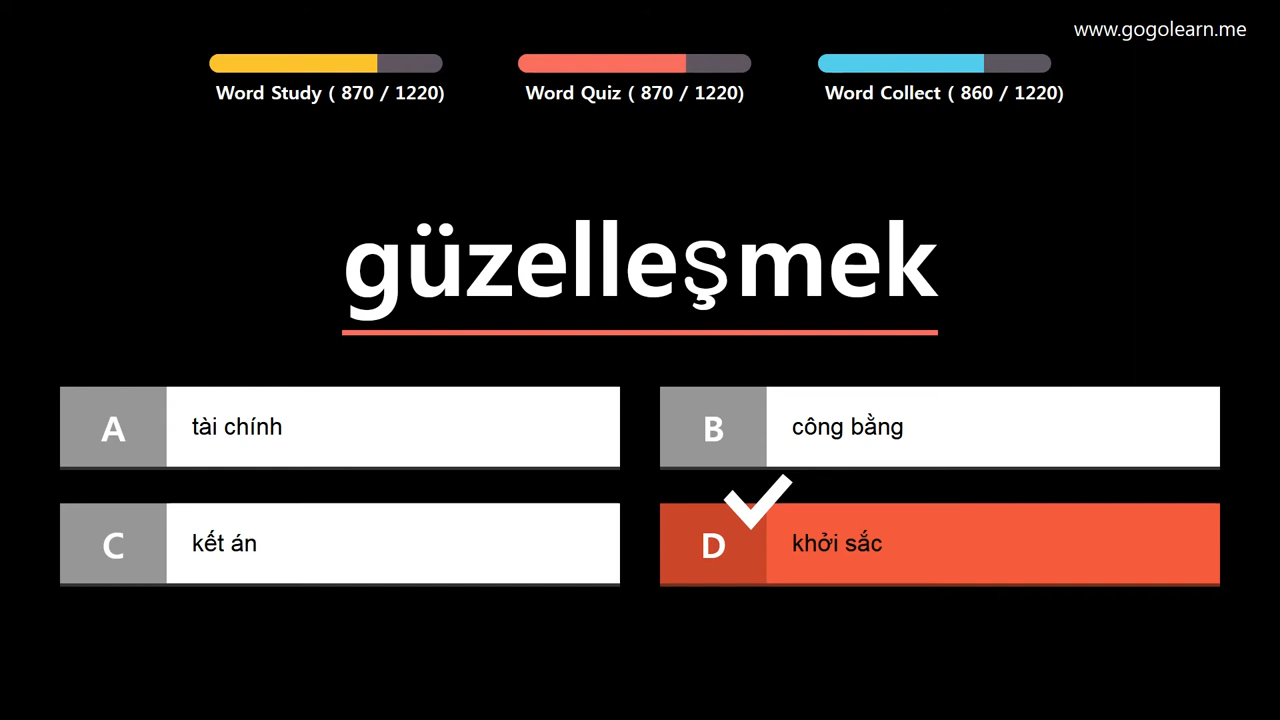 www.gogolearn.me
Word Study ( 870 / 1220)
Word Quiz ( 870 / 1220)
Word Collect ( 860 / 1220)
güzelleşmek
A tài chính
B công bằng
C kết án
D khởi sắc